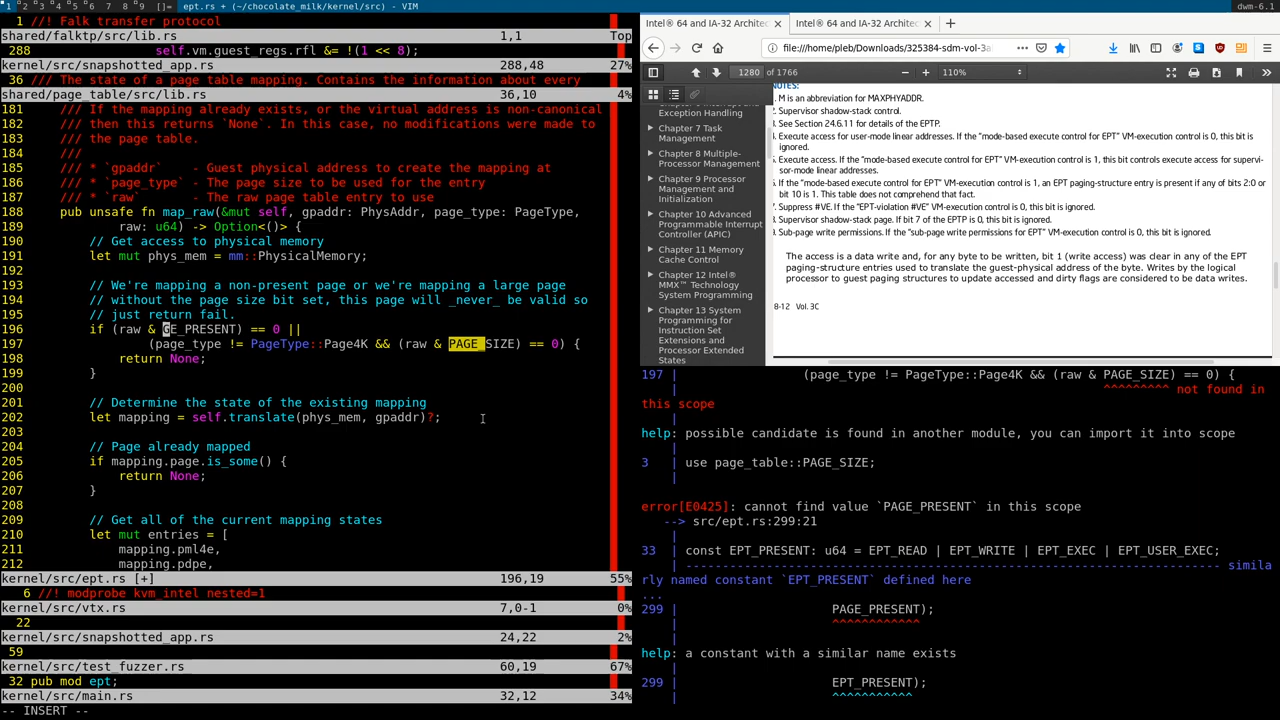 1 2 3 4 5 6 7 8 9 []= ept.rs + (~/chocolate_milk/kernel/src) - VIM dwm-6.1
1 //! Falk transfer protocol
shared/falktp/src/lib.rs 1,1 Top
288 self.vm.guest_regs.rfl &= !(1 << 8);
kernel/src/snapshotted_app.rs 288,48 27%
36 /// The state of a page table mapping. Contains the information about every
shared/page_table/src/lib.rs 36,10 4%
181 /// If the mapping already exists, or the virtual address is non-canonical
182 /// then this returns `None`. In this case, no modifications were made to
183 /// the page table.
184 ///
185 /// * `gpaddr` - Guest physical address to create the mapping at
186 /// * `page_type` - The page size to be used for the entry
187 /// * `raw` - The raw page table entry to use
188 pub unsafe fn map_raw(&mut self, gpaddr: PhysAddr, page_type: PageType,
189 raw: u64) -> Option<()> {
190 // Get access to physical memory
191 let mut phys_mem = mm::PhysicalMemory;
192
193 // We're mapping a non-present page or we're mapping a large page
194 // without the page size bit set, this page will _never_ be valid so
195 // just return fail.
196 if (raw & GE_PRESENT) == 0 ||
197 (page_type != PageType::Page4K && (raw & PAGE_SIZE) == 0) {
198 return None;
199 }
200
201 // Determine the state of the existing mapping
202 let mapping = self.translate(phys_mem, gpaddr)?;
203
204 // Page already mapped
205 if mapping.page.is_some() {
206 return None;
207 }
208
209 // Get all of the current mapping states
210 let mut entries = [
211 mapping.pml4e,
212 mapping.pdpe,
kernel/src/ept.rs [+] 196,19 55%
6 //! modprobe kvm_intel nested=1
kernel/src/vtx.rs 7,0-1 0%
22
kernel/src/snapshotted_app.rs 24,22 2%
59
kernel/src/test_fuzzer.rs 60,19 67%
32 pub mod ept;
kernel/src/main.rs 32,12 34%
-- INSERT --
Intel® 64 and IA-32 Architec Intel® 64 and IA-32 Architec
file:///home/pleb/Downloads/325384-sdm-vol-3a
1280 of 1766 110%
Exception Handling
Chapter 7 Task Management
Chapter 8 Multiple-Processor Management
Chapter 9 Processor Management and Initialization
Chapter 10 Advanced Programmable Interrupt Controller (APIC)
Chapter 11 Memory Cache Control
Chapter 12 Intel® MMX™ Technology System Programming
Chapter 13 System Programming for Instruction Set Extensions and Processor Extended States
NOTES:
. M is an abbreviation for MAXPHYADDR.
. Supervisor shadow-stack control.
. See Section 24.6.11 for details of the EPTP.
. Execute access for user-mode linear addresses. If the "mode-based execute control for EPT" VM-execution control is 0, this bit is
ignored.
. Execute access. If the "mode-based execute control for EPT" VM-execution control is 1, this bit controls execute access for supervi-
sor-mode linear addresses.
. If the "mode-based execute control for EPT" VM-execution control is 1, an EPT paging-structure entry is present if any of bits 2:0 or
bit 10 is 1. This table does not comprehend that fact.
. Suppress #VE. If the "EPT-violation #VE" VM-execution control is 0, this bit is ignored.
. Supervisor shadow-stack page. If bit 7 of the EPTP is 0, this bit is ignored.
. Sub-page write permissions. If the "sub-page write permissions for EPT" VM-execution control is 0, this bit is ignored.
The access is a data write and, for any byte to be written, bit 1 (write access) was clear in any of the EPT
paging-structure entries used to translate the guest-physical address of the byte. Writes by the logical
processor to guest paging structures to update accessed and dirty flags are considered to be data writes.
8-12 Vol. 3C
197 | (page_type != PageType::Page4K && (raw & PAGE_SIZE) == 0) {
| ^^^^^^^^^ not found in
this scope
|
help: possible candidate is found in another module, you can import it into scope
|
3 | use page_table::PAGE_SIZE;
|
error[E0425]: cannot find value `PAGE_PRESENT` in this scope
--> src/ept.rs:299:21
|
33 | const EPT_PRESENT: u64 = EPT_READ | EPT_WRITE | EPT_EXEC | EPT_USER_EXEC;
| ------------------------------------------------------------------------- simila
rly named constant `EPT_PRESENT` defined here
...
299 | PAGE_PRESENT);
| ^^^^^^^^^^^^
|
help: a constant with a similar name exists
|
299 | EPT_PRESENT);
| ^^^^^^^^^^^